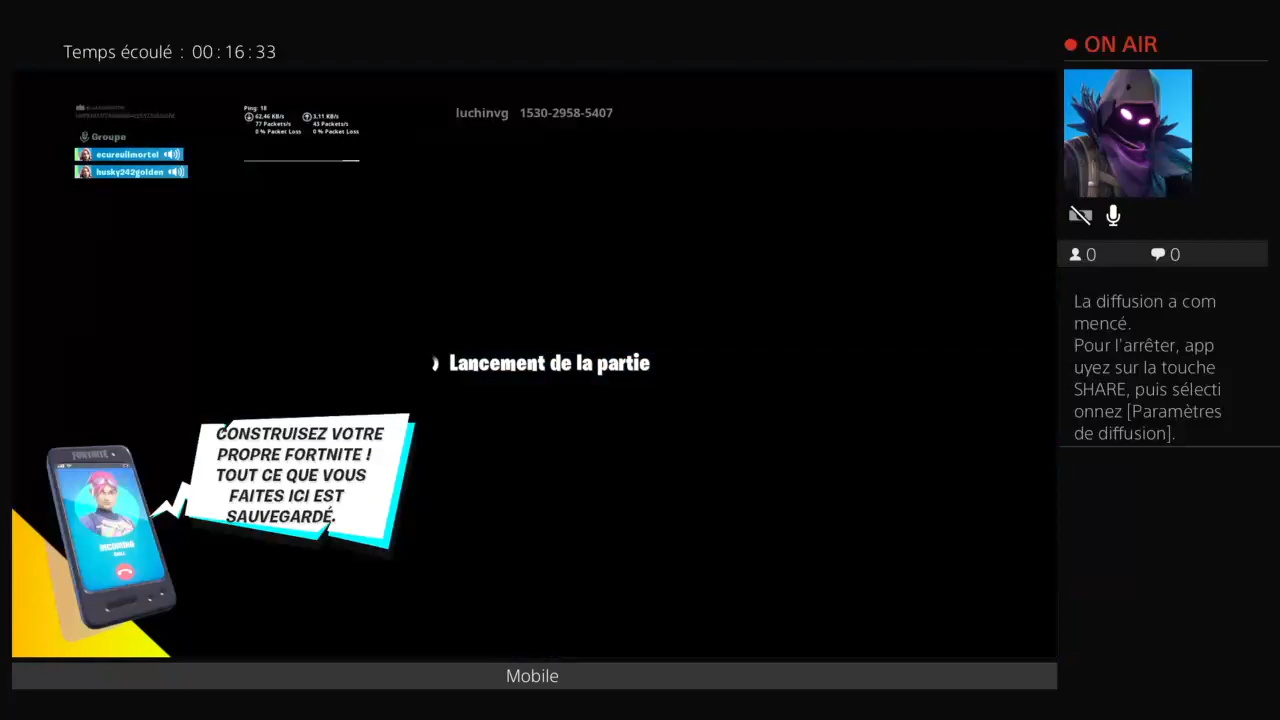 Temps écoulé : 00:16:33
ON AIR
Ping: 18
62.46 KB/s 3.11 KB/s
77 Packets/s 43 Packets/s
0 % Packet Loss 0 % Packet Loss
luchinvg 1530-2958-5407
Groupe
ecureuilmortel
husky242golden
0 0
La diffusion a com
mencé.
Pour l'arrêter, app
uyez sur la touche
SHARE, puis sélecti
onnez [Paramètres
de diffusion].
Lancement de la partie
CONSTRUISEZ VOTRE
PROPRE FORTNITE !
TOUT CE QUE VOUS
FAITES ICI EST
SAUVEGARDÉ.
FORTNITE
Mobile